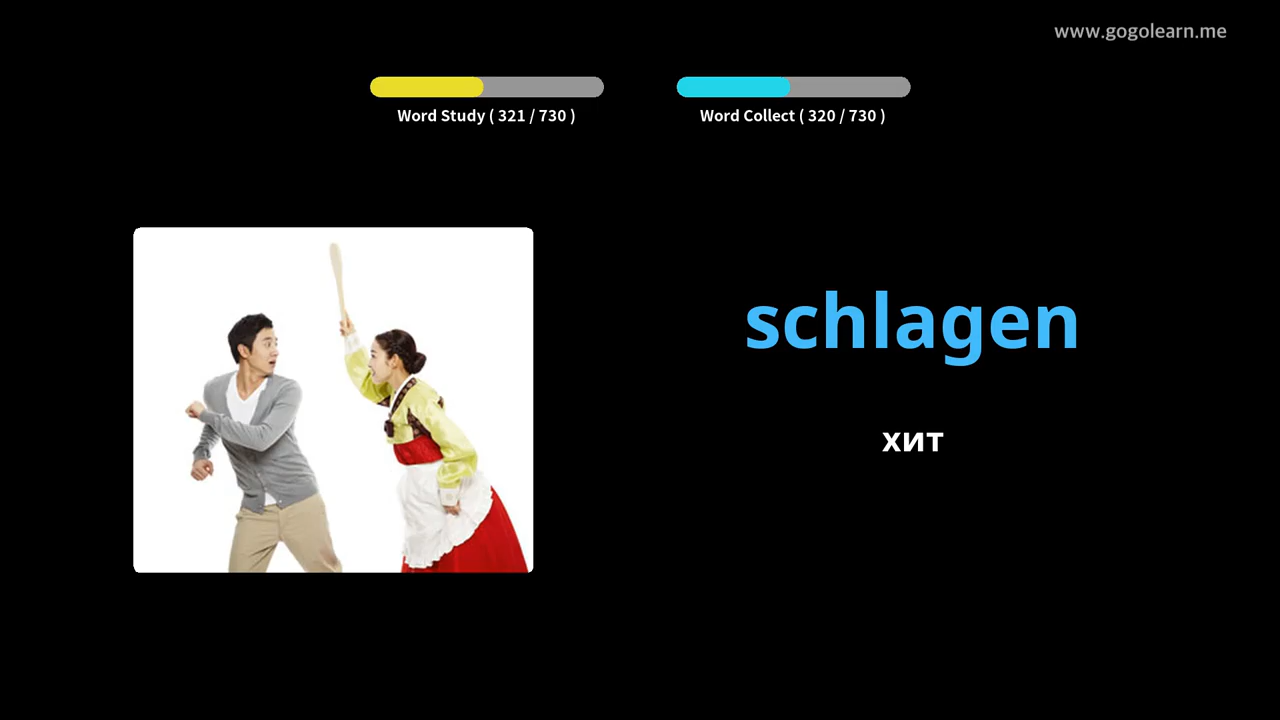 www.gogolearn.me
Word Study ( 321 / 730 )
Word Collect ( 320 / 730 )
schlagen
хит